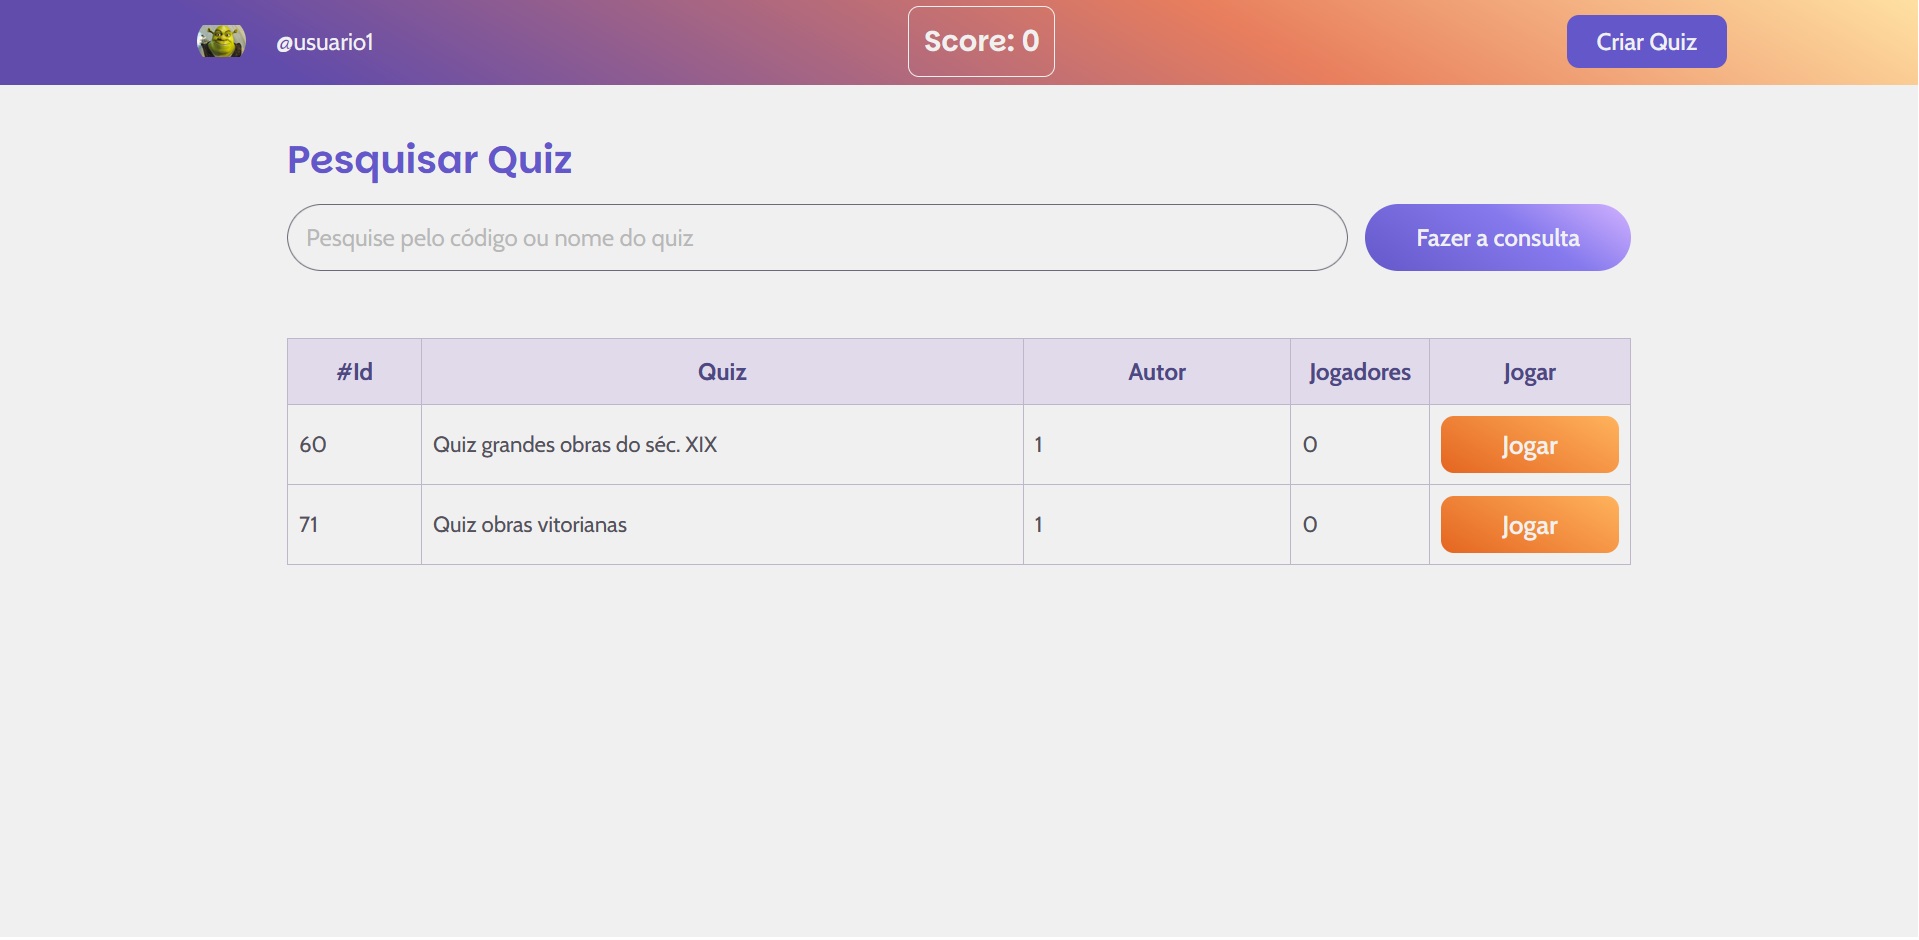 @usuario1
Score: 0
Criar Quiz
Pesquisar Quiz
Pesquise pelo código ou nome do quiz
Fazer a consulta
#Id Quiz Autor Jogadores Jogar
60 Quiz grandes obras do séc. XIX 1 0 Jogar
71 Quiz obras vitorianas 1 0 Jogar